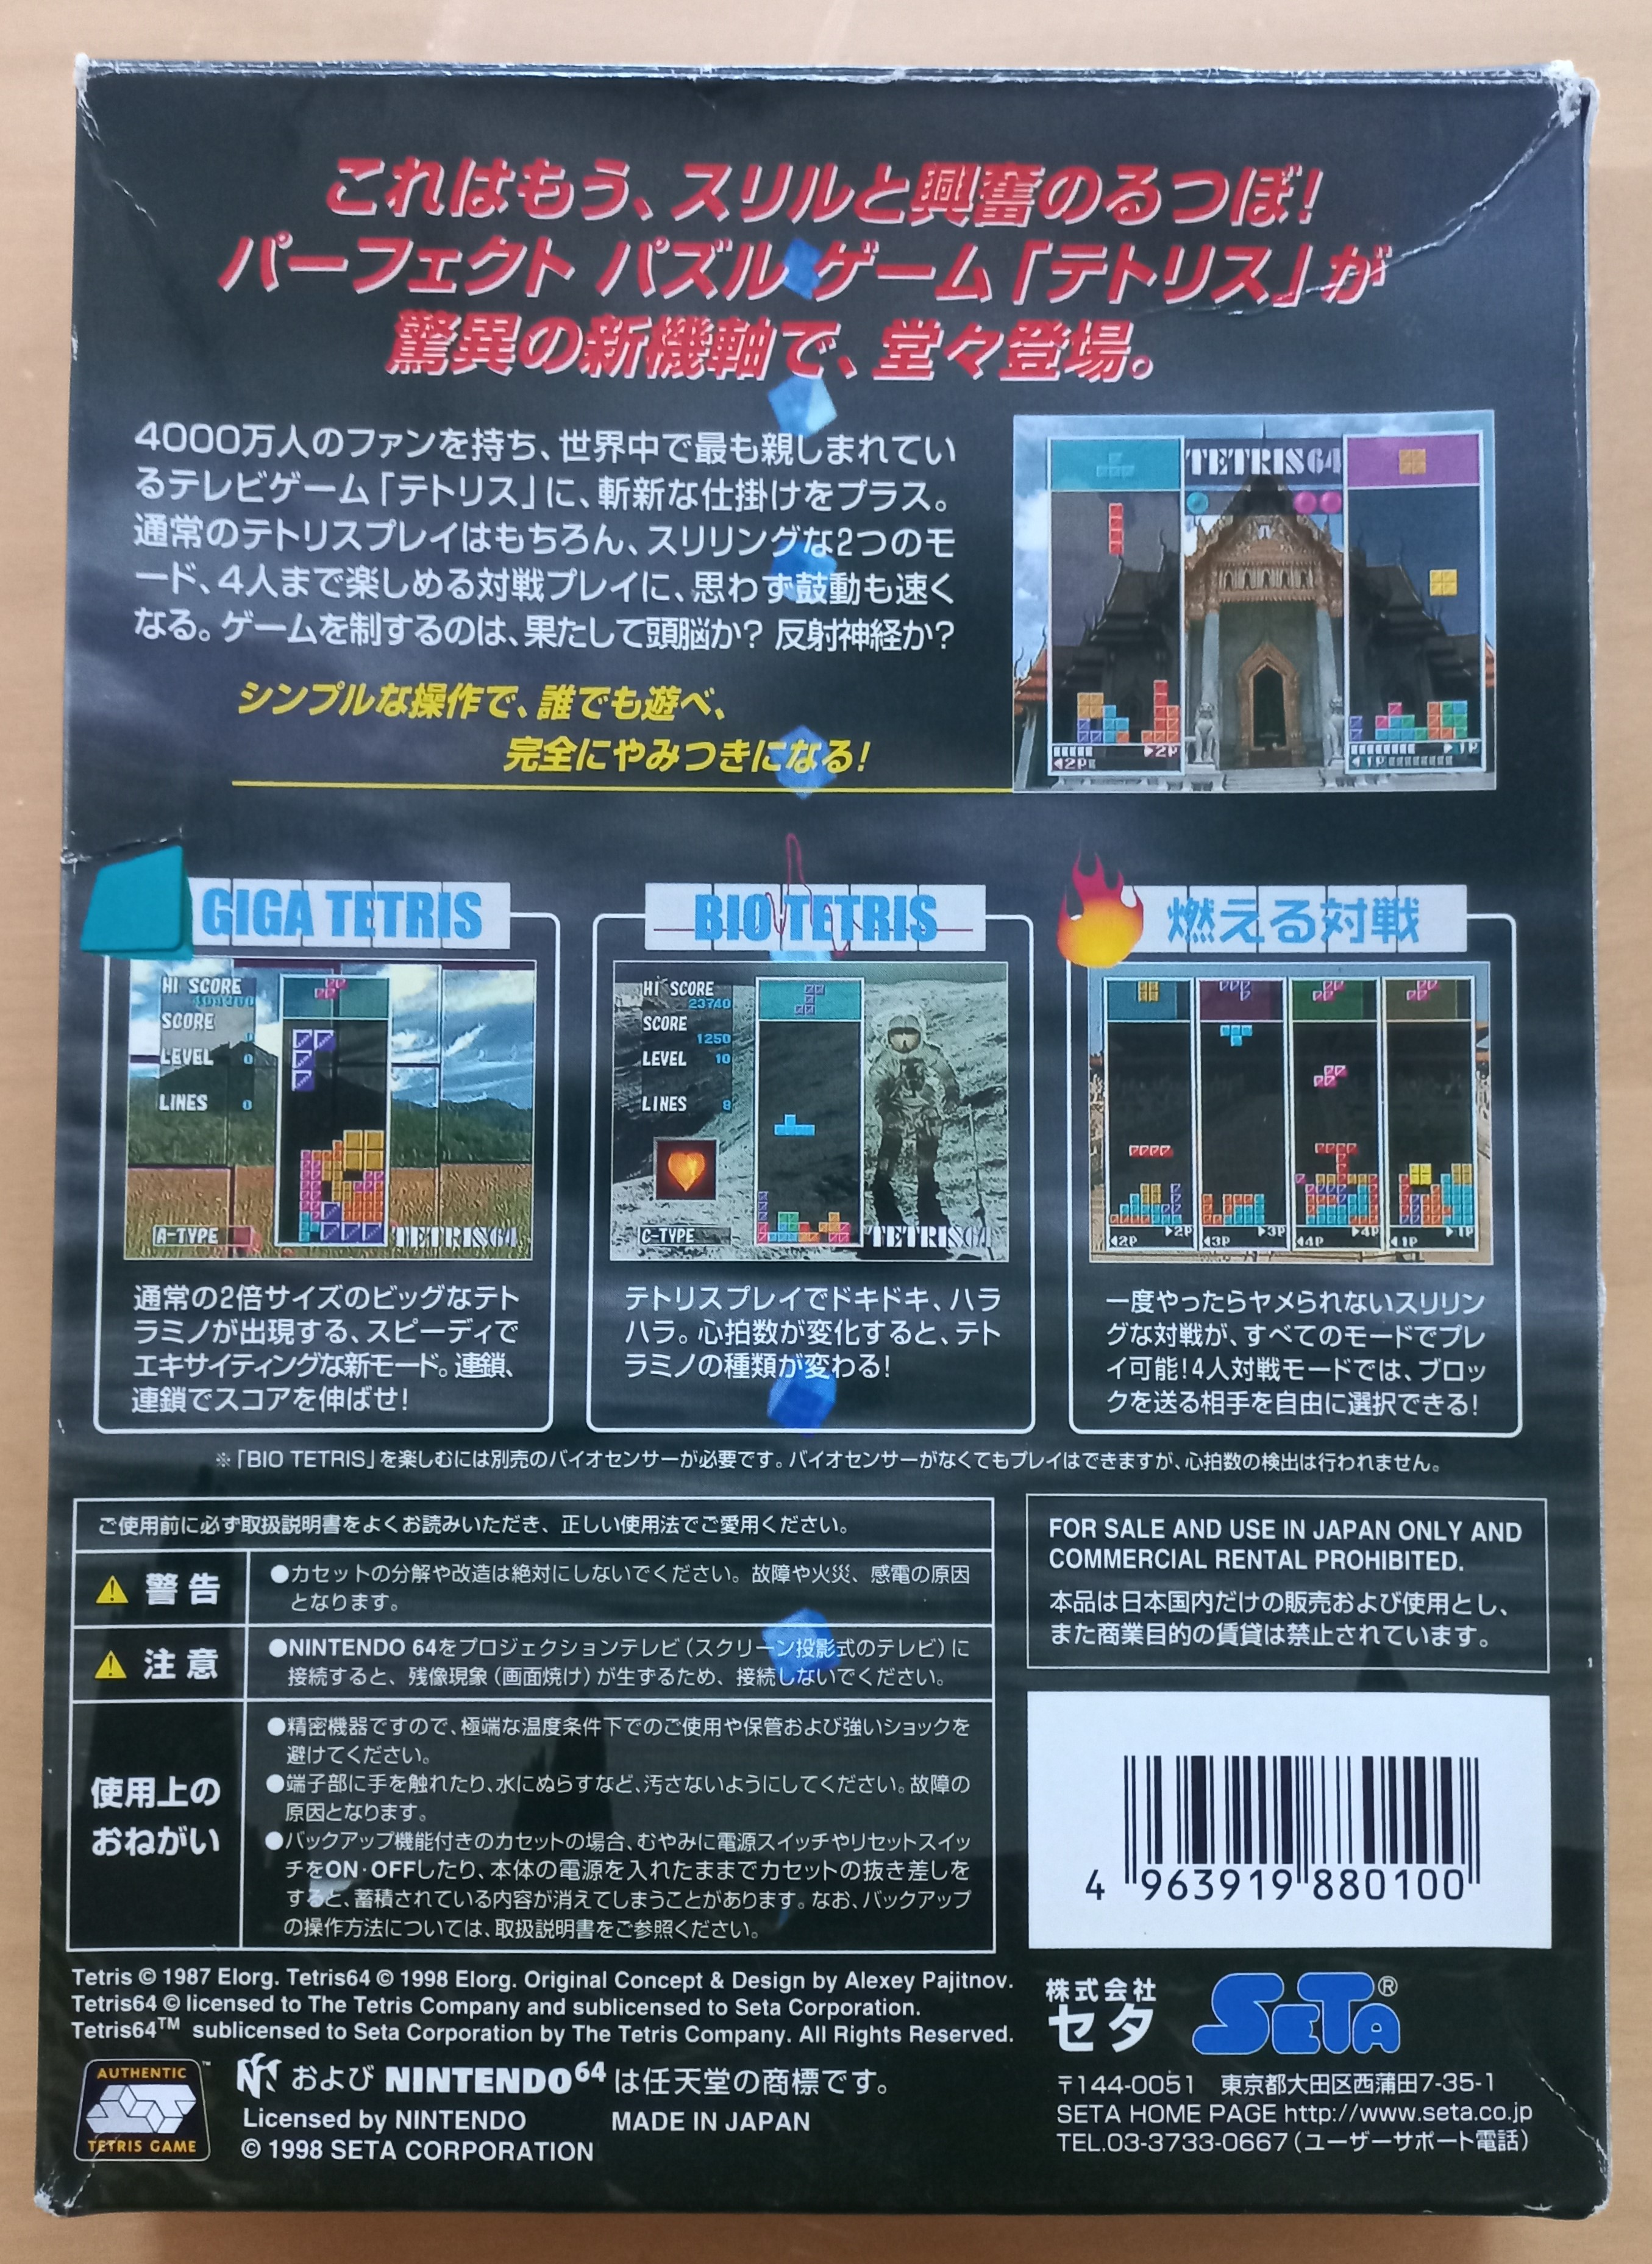 これはもう、スリルと興奮のるつぼ！
パーフェクト パズル ゲーム「テトリス」が
驚異の新機軸で、堂々登場。
4000万人のファンを持ち、世界中で最も親しまれてい
るテレビゲーム「テトリス」に、斬新な仕掛けをプラス。
通常のテトリスプレイはもちろん、スリリングな2つのモ
ード、4人まで楽しめる対戦プレイに、思わず鼓動も速く
なる。ゲームを制するのは、果たして頭脳か？ 反射神経か？
シンプルな操作で、誰でも遊べ、
完全にやみつきになる！
TETRIS64
▶2P
◀2P
▶1P
◀1P
GIGA TETRIS
HI SCORE
SCORE
LEVEL 0
LINES 0
A-TYPE
TETRIS64
通常の2倍サイズのビッグなテト
ラミノが出現する、スピーディで
エキサイティングな新モード。連鎖、
連鎖でスコアを伸ばせ！
BIO TETRIS
HI SCORE
23740
SCORE
1250
LEVEL 10
LINES 8
C-TYPE
TETRIS64
テトリスプレイでドキドキ、ハラ
ハラ。心拍数が変化すると、テト
ラミノの種類が変わる！
燃える対戦
▶2P ▶3P ▶4P ▶1P
◀2P ◀3P ◀4P ◀1P
一度やったらヤメられないスリリン
グな対戦が、すべてのモードでプレ
イ可能！4人対戦モードでは、ブロッ
クを送る相手を自由に選択できる！
※「BIO TETRIS」を楽しむには別売のバイオセンサーが必要です。バイオセンサーがなくてもプレイはできますが、心拍数の検出は行われません。
ご使用前に必ず取扱説明書をよくお読みいただき、正しい使用法でご愛用ください。
警告
●カセットの分解や改造は絶対にしないでください。故障や火災、感電の原因
となります。
注意
●NINTENDO 64をプロジェクションテレビ（スクリーン投影式のテレビ）に
接続すると、残像現象（画面焼け）が生ずるため、接続しないでください。
使用上の
おねがい
●精密機器ですので、極端な温度条件下でのご使用や保管および強いショックを
避けてください。
●端子部に手を触れたり、水にぬらすなど、汚さないようにしてください。故障の
原因となります。
●バックアップ機能付きのカセットの場合、むやみに電源スイッチやリセットスイッ
チをON・OFFしたり、本体の電源を入れたままでカセットの抜き差しを
すると、蓄積されている内容が消えてしまうことがあります。なお、バックアップ
の操作方法については、取扱説明書をご参照ください。
FOR SALE AND USE IN JAPAN ONLY AND
COMMERCIAL RENTAL PROHIBITED.
本品は日本国内だけの販売および使用とし、
また商業目的の賃貸は禁止されています。
4 963919 880100
Tetris © 1987 Elorg. Tetris64 © 1998 Elorg. Original Concept & Design by Alexey Pajitnov.
Tetris64 © licensed to The Tetris Company and sublicensed to Seta Corporation.
Tetris64™ sublicensed to Seta Corporation by The Tetris Company. All Rights Reserved.
AUTHENTIC
TETRIS GAME
™
および NINTENDO64 は任天堂の商標です。
Licensed by NINTENDO MADE IN JAPAN
© 1998 SETA CORPORATION
株式会社
セタ
SETA®
〒144-0051 東京都大田区西蒲田7-35-1
SETA HOME PAGE http://www.seta.co.jp
TEL.03-3733-0667（ユーザーサポート電話）